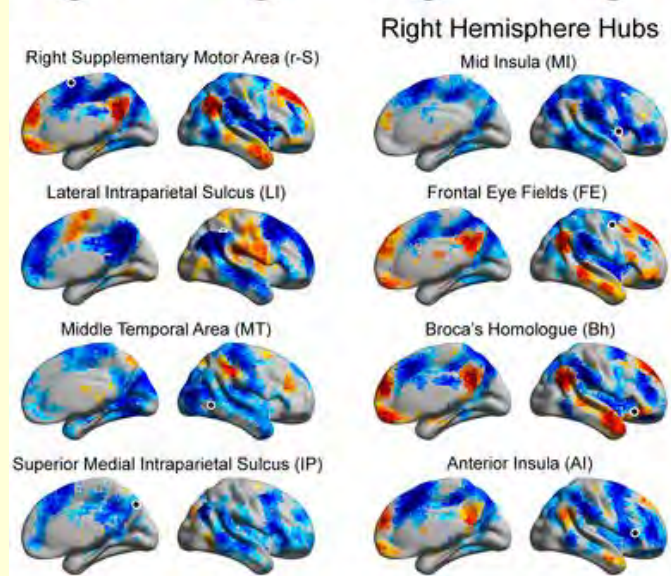 Right Hemisphere Hubs
Right Supplementary Motor Area (r-S)
Mid Insula (MI)
Lateral Intraparietal Sulcus (LI)
Frontal Eye Fields (FE)
Middle Temporal Area (MT)
Broca's Homologue (Bh)
Superior Medial Intraparietal Sulcus (IP)
Anterior Insula (AI)